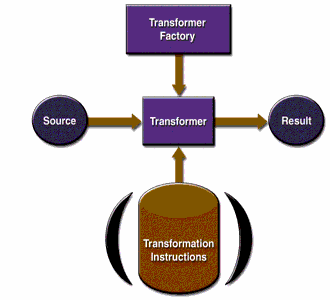 Transformer
Factory
Source
Transformer
Result
Transformation
Instructions